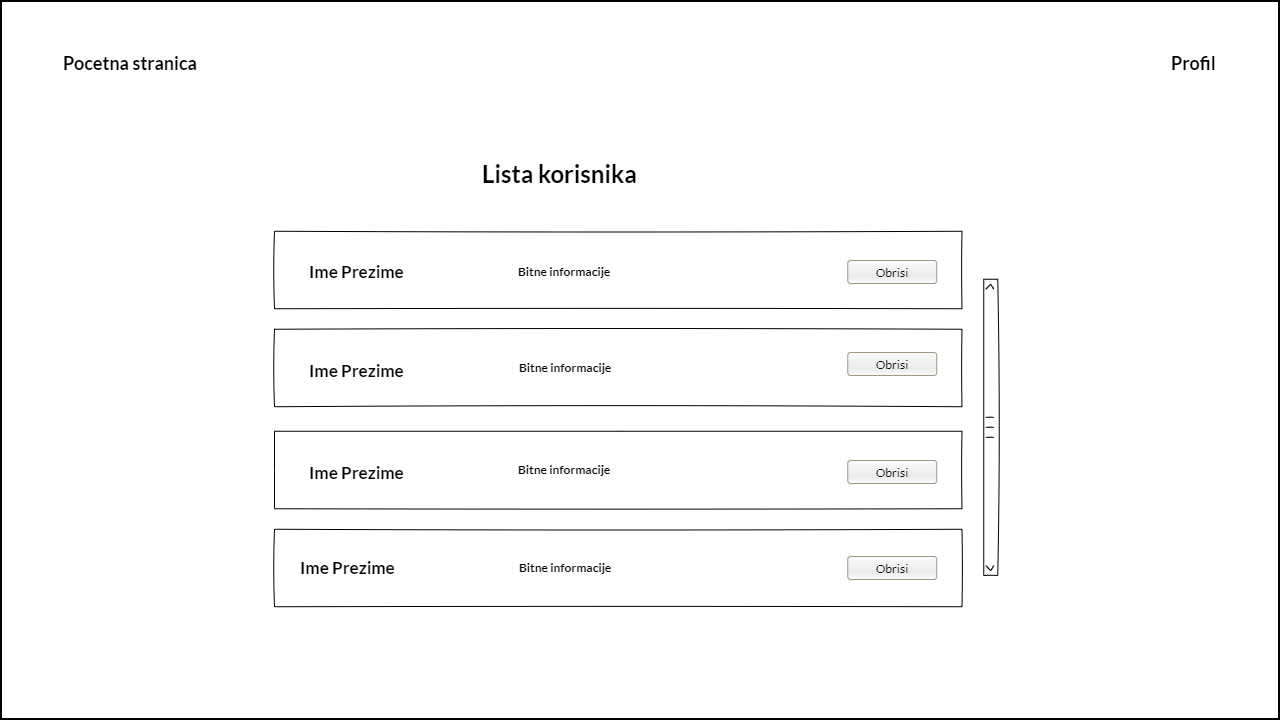 Pocetna stranica
Profil
Lista korisnika
Ime Prezime
Bitne informacije
Obrisi
Ime Prezime
Bitne informacije
Obrisi
Ime Prezime
Bitne informacije
Obrisi
Ime Prezime
Bitne informacije
Obrisi